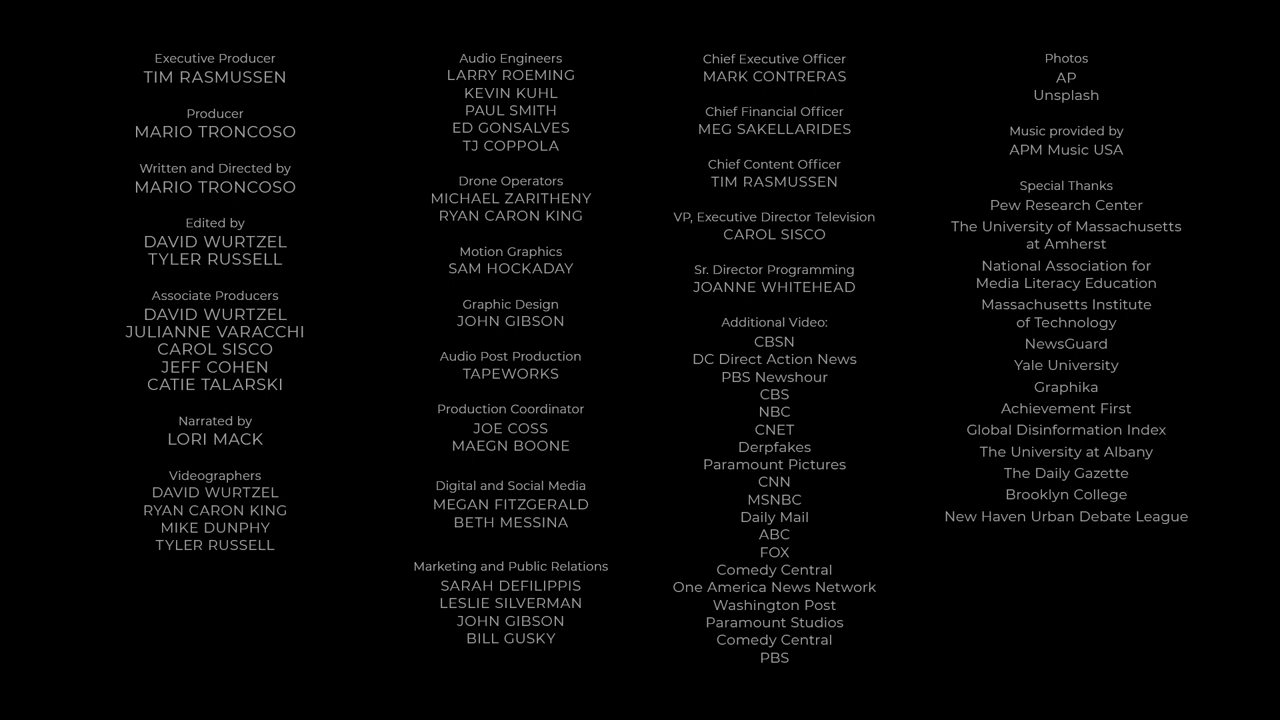 Executive Producer
TIM RASMUSSEN
Producer
MARIO TRONCOSO
Written and Directed by
MARIO TRONCOSO
Edited by
DAVID WURTZEL
TYLER RUSSELL
Associate Producers
DAVID WURTZEL
JULIANNE VARACCHI
CAROL SISCO
JEFF COHEN
CATIE TALARSKI
Narrated by
LORI MACK
Videographers
DAVID WURTZEL
RYAN CARON KING
MIKE DUNPHY
TYLER RUSSELL
Audio Engineers
LARRY ROEMING
KEVIN KUHL
PAUL SMITH
ED GONSALVES
TJ COPPOLA
Drone Operators
MICHAEL ZARITHENY
RYAN CARON KING
Motion Graphics
SAM HOCKADAY
Graphic Design
JOHN GIBSON
Audio Post Production
TAPEWORKS
Production Coordinator
JOE COSS
MAEGN BOONE
Digital and Social Media
MEGAN FITZGERALD
BETH MESSINA
Marketing and Public Relations
SARAH DEFILIPPIS
LESLIE SILVERMAN
JOHN GIBSON
BILL GUSKY
Chief Executive Officer
MARK CONTRERAS
Chief Financial Officer
MEG SAKELLARIDES
Chief Content Officer
TIM RASMUSSEN
VP, Executive Director Television
CAROL SISCO
Sr. Director Programming
JOANNE WHITEHEAD
Additional Video:
CBSN
DC Direct Action News
PBS Newshour
CBS
NBC
CNET
Derpfakes
Paramount Pictures
CNN
MSNBC
Daily Mail
ABC
FOX
Comedy Central
One America News Network
Washington Post
Paramount Studios
Comedy Central
PBS
Photos
AP
Unsplash
Music provided by
APM Music USA
Special Thanks
Pew Research Center
The University of Massachusetts
at Amherst
National Association for
Media Literacy Education
Massachusetts Institute
of Technology
NewsGuard
Yale University
Graphika
Achievement First
Global Disinformation Index
The University at Albany
The Daily Gazette
Brooklyn College
New Haven Urban Debate League